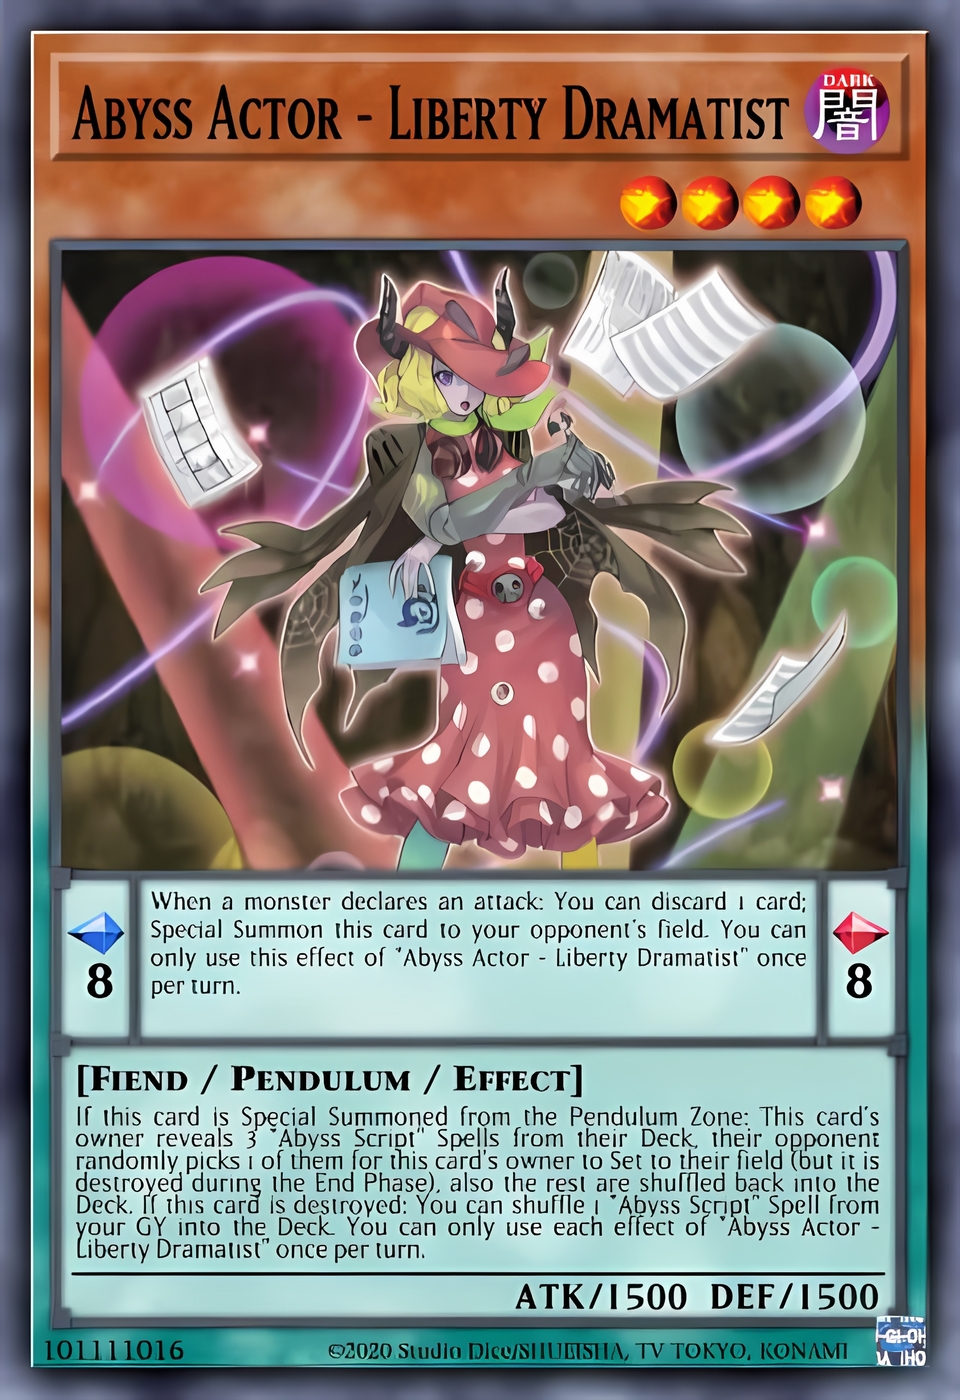 ABYSS ACTOR - LIBERTY DRAMATIST
DARK
闇
When a monster declares an attack: You can discard 1 card;
Special Summon this card to your opponent's field. You can
only use this effect of "Abyss Actor - Liberty Dramatist" once
per turn.
8
8
[FIEND / PENDULUM / EFFECT]
If this card is Special Summoned from the Pendulum Zone: This card's
owner reveals 3 "Abyss Script" Spells from their Deck, their opponent
randomly picks 1 of them for this card's owner to Set to their field (but it is
destroyed during the End Phase), also the rest are shuffled back into the
Deck. If this card is destroyed: You can shuffle 1 "Abyss Script" Spell from
your GY into the Deck. You can only use each effect of "Abyss Actor -
Liberty Dramatist" once per turn.
ATK/1500 DEF/1500
101111016
©2020 Studio Dice/SHUEISHA, TV TOKYO, KONAMI